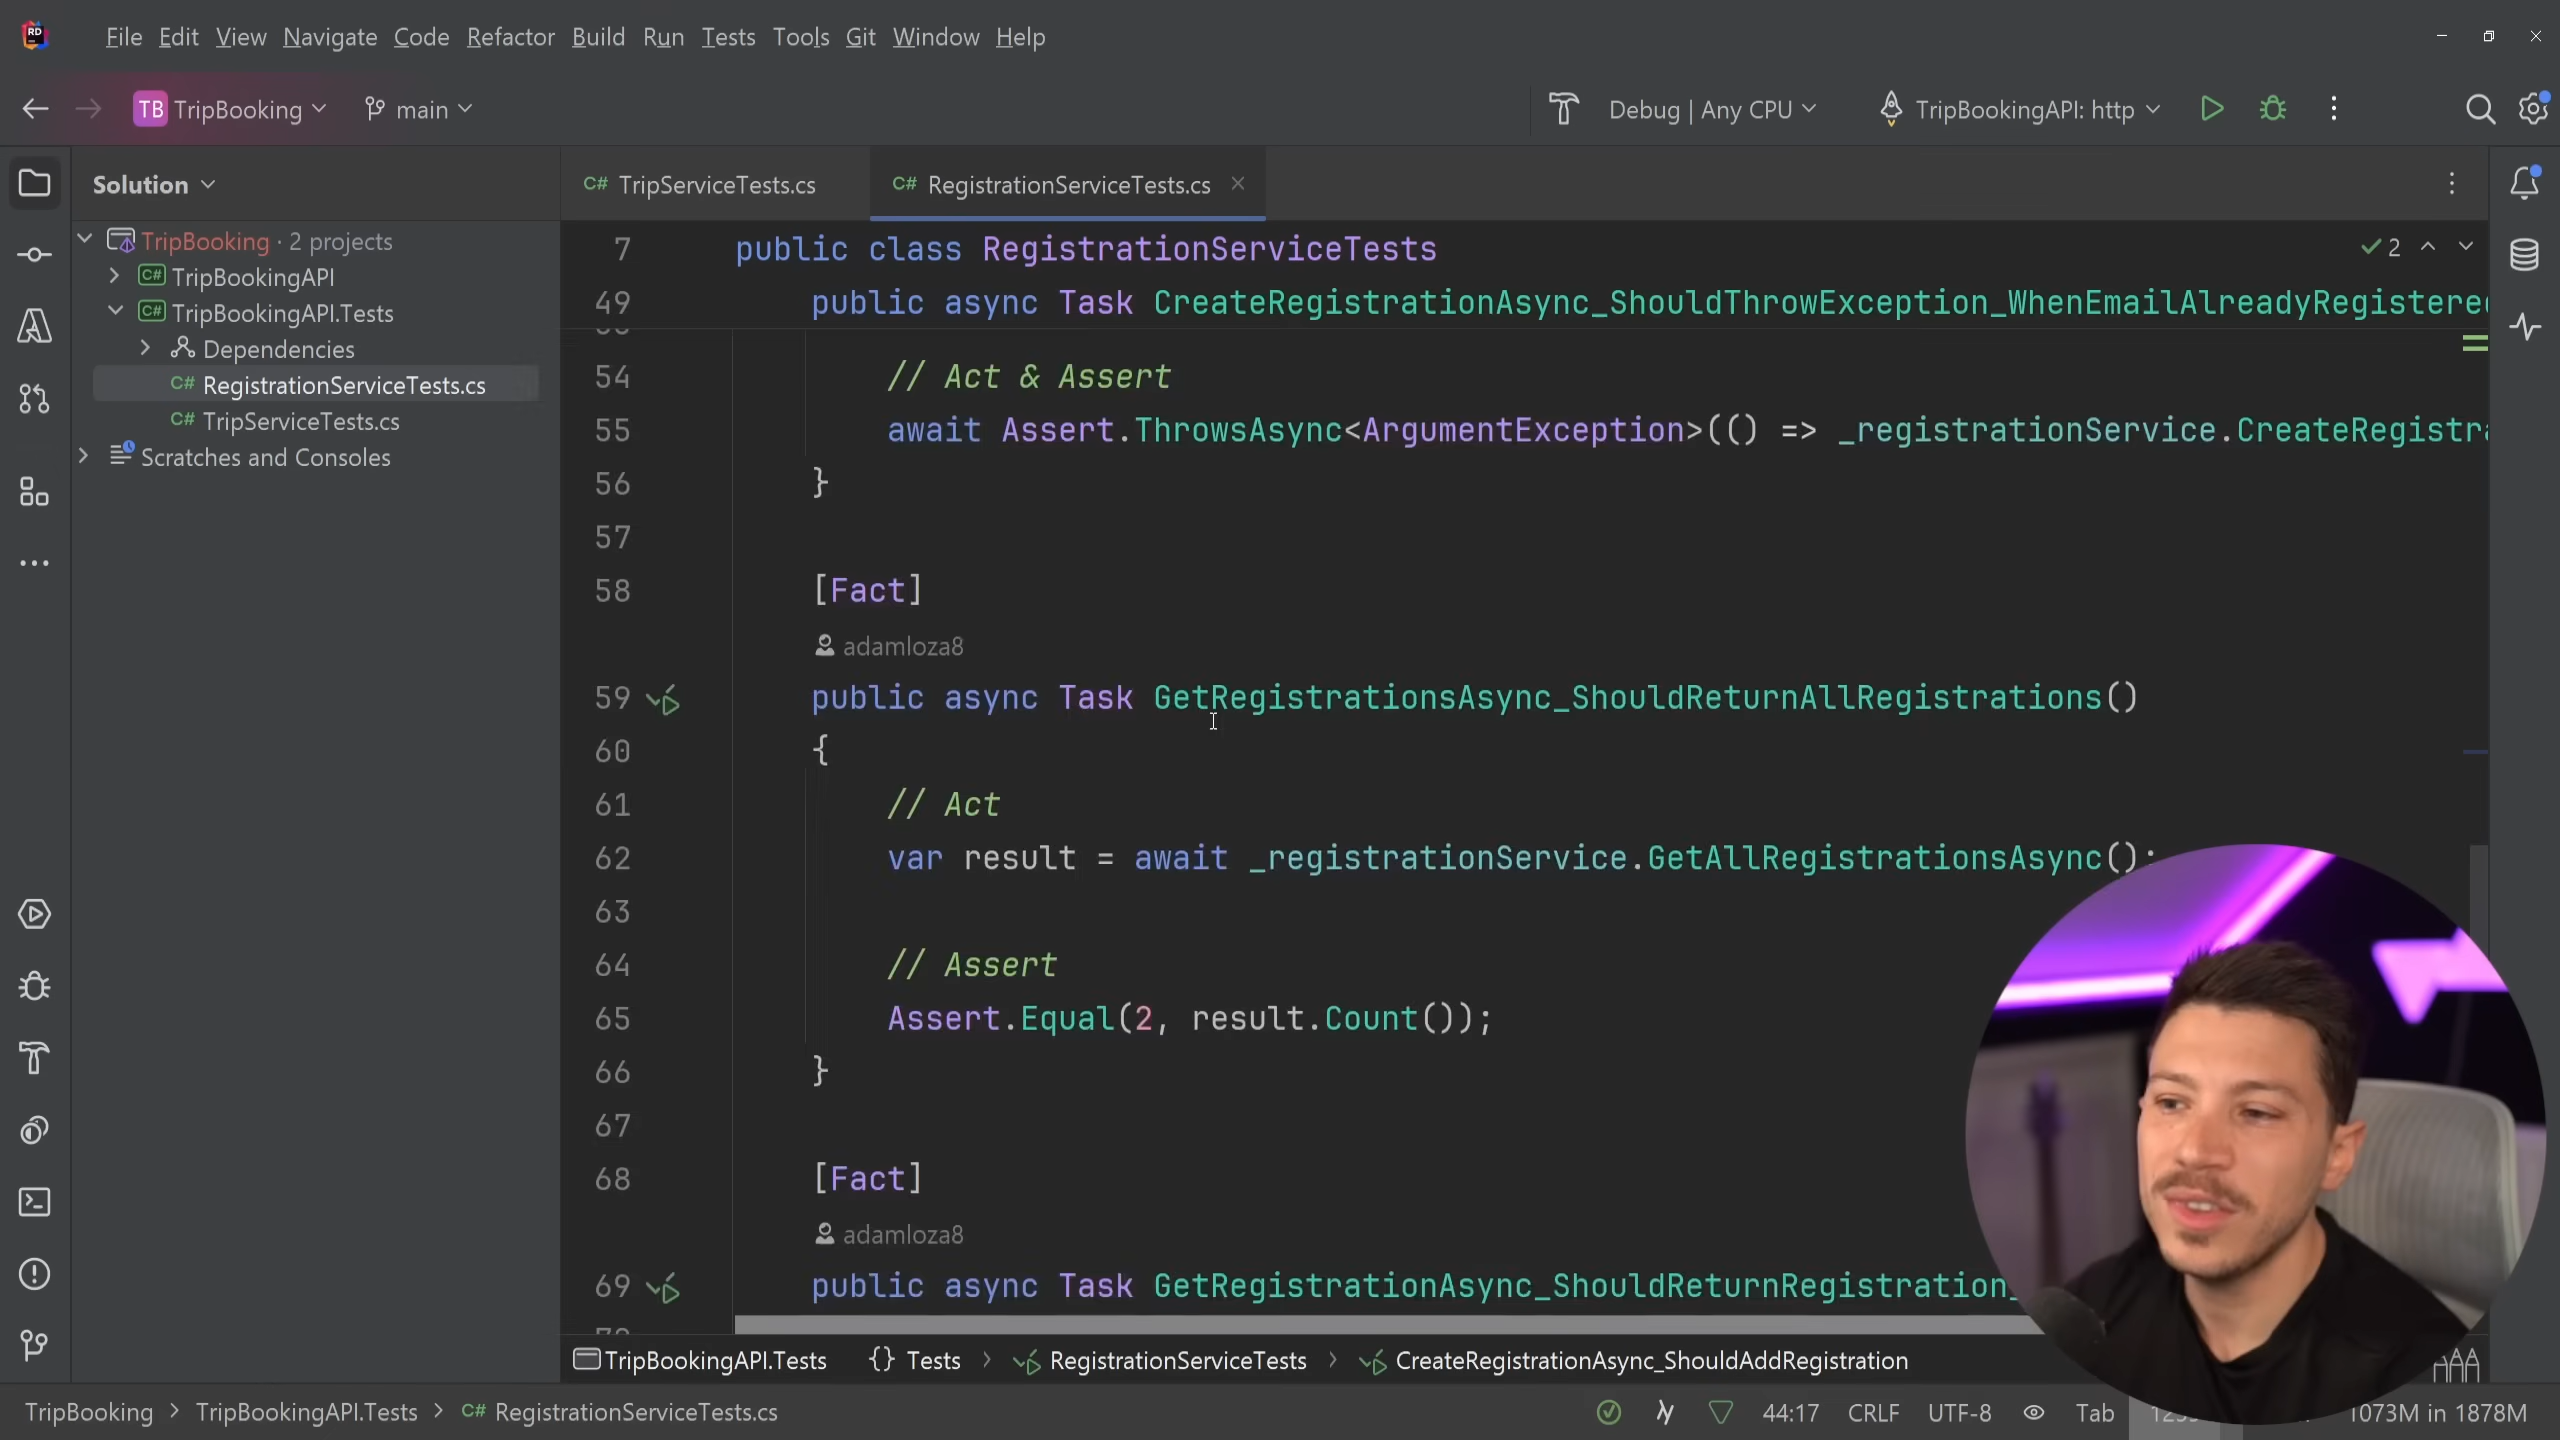 RD File Edit View Navigate Code Refactor Build Run Tests Tools Git Window Help
TB TripBooking main Debug | Any CPU TripBookingAPI: http
Solution
C# TripServiceTests.cs C# RegistrationServiceTests.cs
TripBooking · 2 projects
C# TripBookingAPI
C# TripBookingAPI.Tests
Dependencies
C# RegistrationServiceTests.cs
C# TripServiceTests.cs
Scratches and Consoles
7 public class RegistrationServiceTests 2
49 public async Task CreateRegistrationAsync_ShouldThrowException_WhenEmailAlreadyRegistered
54 // Act & Assert
55 await Assert.ThrowsAsync<ArgumentException>(() => _registrationService.CreateRegistr
56 }
57
58 [Fact]
adamloza8
59 public async Task GetRegistrationsAsync_ShouldReturnAllRegistrations()
60 {
61 // Act
62 var result = await _registrationService.GetAllRegistrationsAsync();
63
64 // Assert
65 Assert.Equal(2, result.Count());
66 }
67
68 [Fact]
adamloza8
69 public async Task GetRegistrationAsync_ShouldReturnRegistration_
TripBookingAPI.Tests {} Tests RegistrationServiceTests CreateRegistrationAsync_ShouldAddRegistration
TripBooking TripBookingAPI.Tests C# RegistrationServiceTests.cs 44:17 CRLF UTF-8 Tab 1073M in 1878M